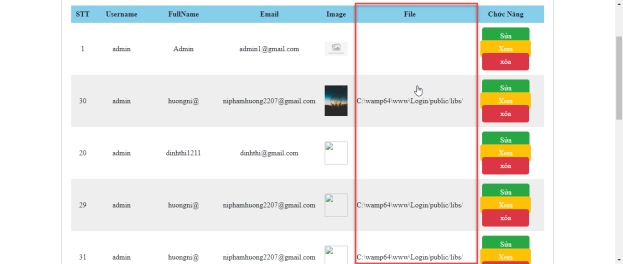 STT Username FullName Email Image File Chức Năng
1 admin Admin admin1@gmail.com Sửa Xem xóa
30 admin huongni@ niphamhuong2207@gmail.com C:\wamp64\www\Login/public/libs/ Sửa Xem xóa
20 admin dinhthi1211 dinhthi@gmail.com Sửa Xem xóa
29 admin huongni@ niphamhuong2207@gmail.com C:\wamp64\www\Login/public/libs/ Sửa Xem xóa
31 admin huongni@ niphamhuong2207@gmail.com C:\wamp64\www\Login/public/libs/ Sửa Xem